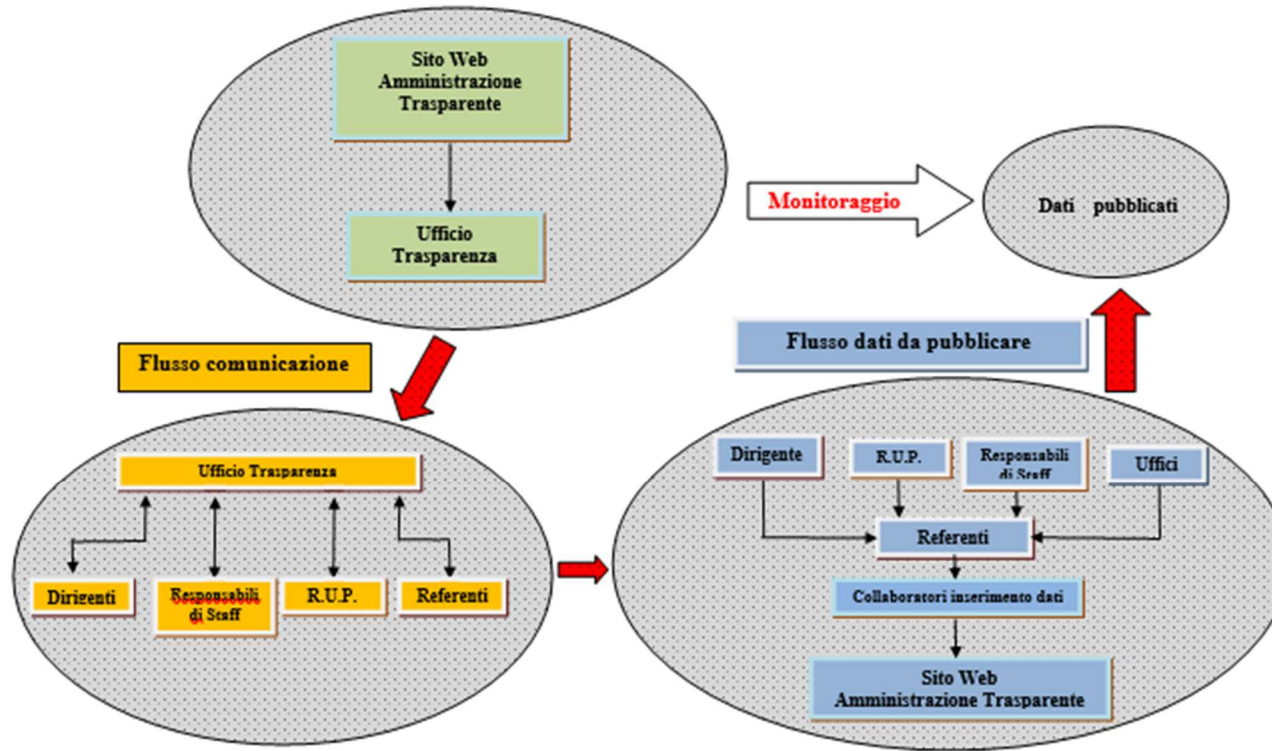 Sito Web
Amministrazione
Trasparente
Ufficio
Trasparenza
Monitoraggio
Dati pubblicati
Flusso comunicazione
Flusso dati da pubblicare
Ufficio Trasparenza
Dirigenti
Responsabili
di Staff
R.U.P.
Referenti
Dirigente
R.U.P.
Responsabili
di Staff
Uffici
Referenti
Collaboratori inserimento dati
Sito Web
Amministrazione Trasparente